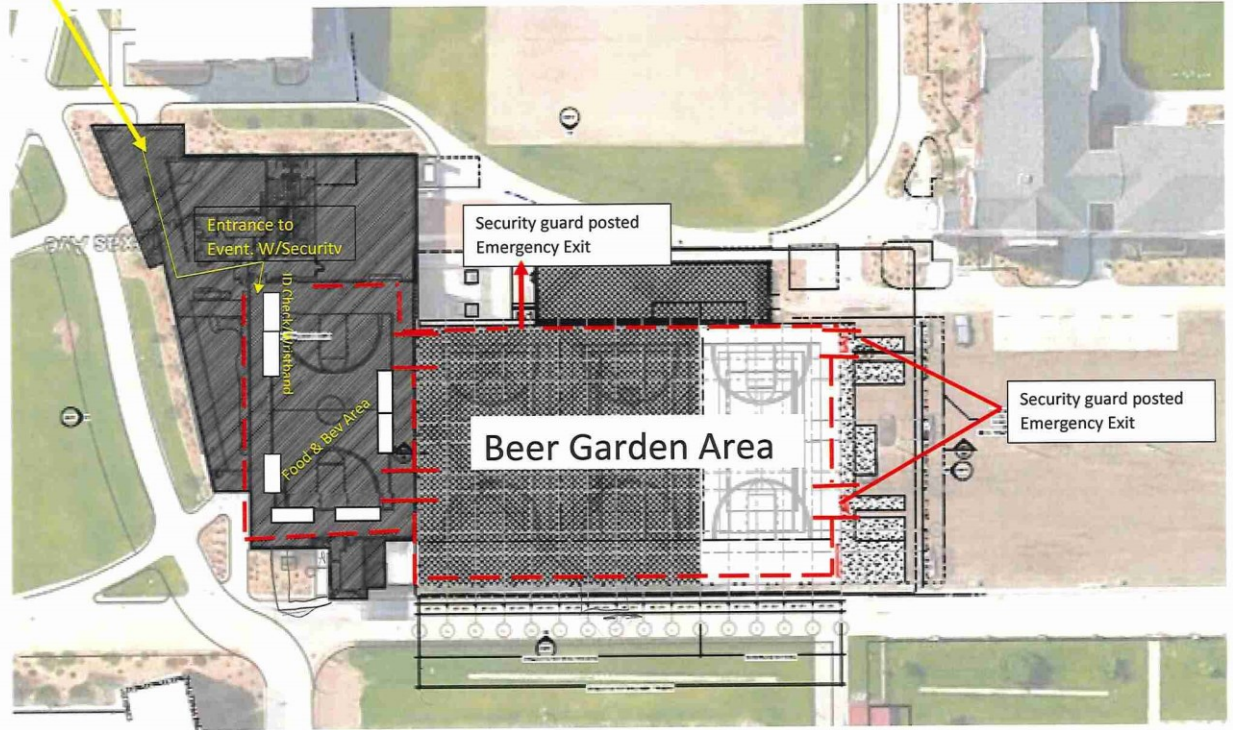 Entrance to
Event. W/Security
Security guard posted
Emergency Exit
ID Check/Wristband
Food & Bev Area
Beer Garden Area
Security guard posted
Emergency Exit